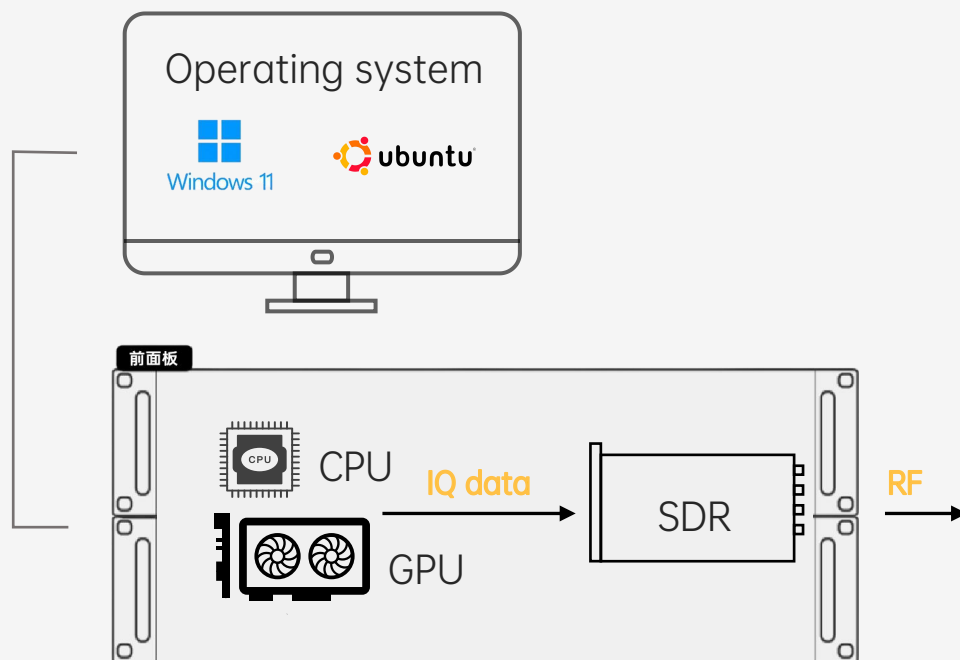 Operating system
Windows 11
ubuntu
前面板
CPU
CPU
IQ data
RF
SDR
GPU